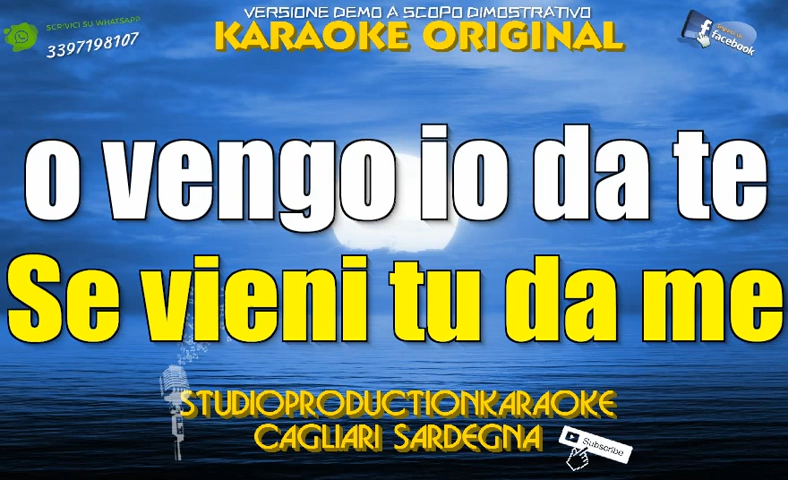 VERSIONE DEMO A SCOPO DIMOSTRATIVO
KARAOKE ORIGINAL
SCRIVICI SU WHATSAPP
3397198107
facebook
o vengo io da te
Se vieni tu da me
STUDIOPRODUCTIONKARAOKE
CAGLIARI SARDEGNA
Subscribe